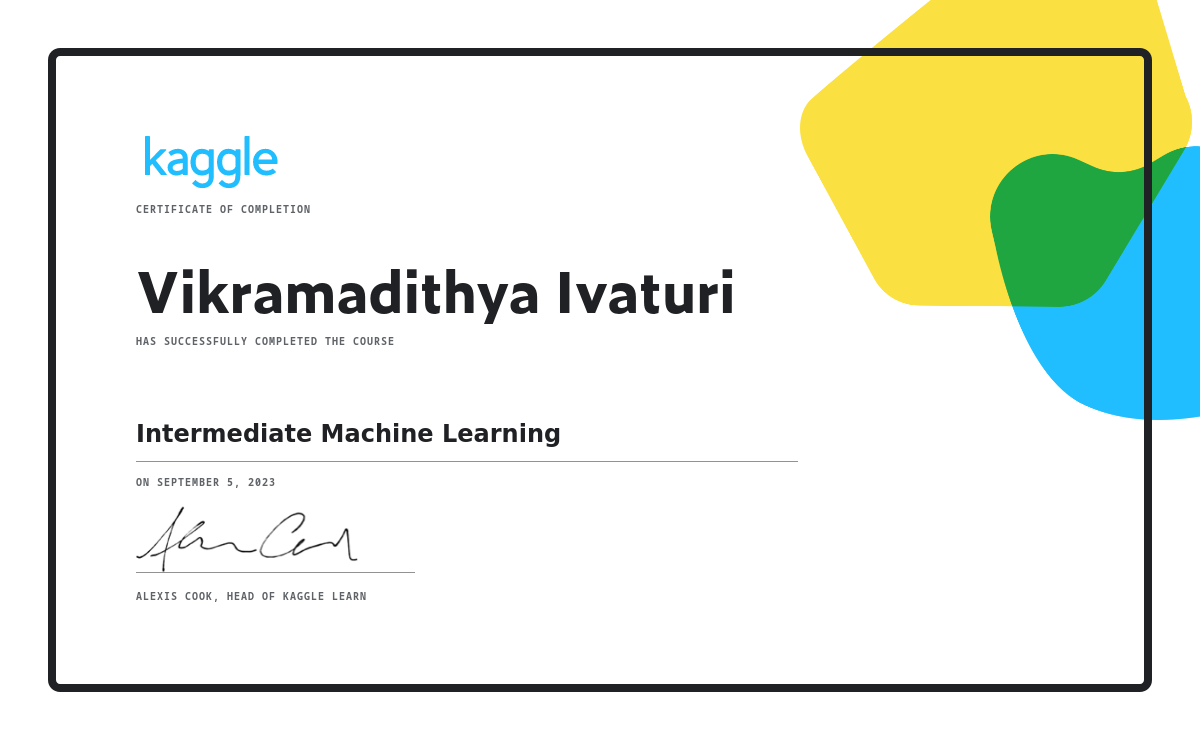 kaggle
CERTIFICATE OF COMPLETION
Vikramadithya Ivaturi
HAS SUCCESSFULLY COMPLETED THE COURSE
Intermediate Machine Learning
ON SEPTEMBER 5, 2023
ALEXIS COOK, HEAD OF KAGGLE LEARN